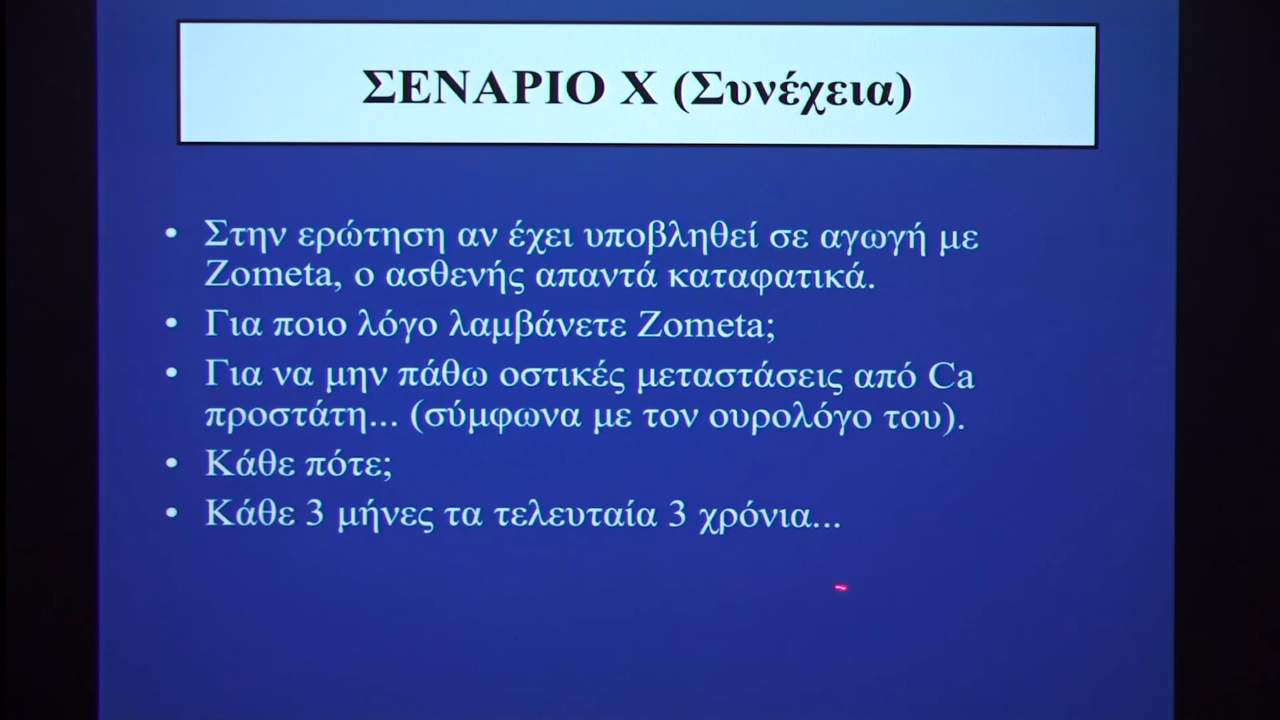 ΣΕΝΑΡΙΟ Χ (Συνέχεια)
• Στην ερώτηση αν έχει υποβληθεί σε αγωγή με
Zometa, ο ασθενής απαντά καταφατικά.
• Για ποιο λόγο λαμβάνετε Zometa;
• Για να μην πάθω οστικές μεταστάσεις από Ca
προστάτη... (σύμφωνα με τον ουρολόγο του).
• Κάθε πότε;
• Κάθε 3 μήνες τα τελευταία 3 χρόνια...